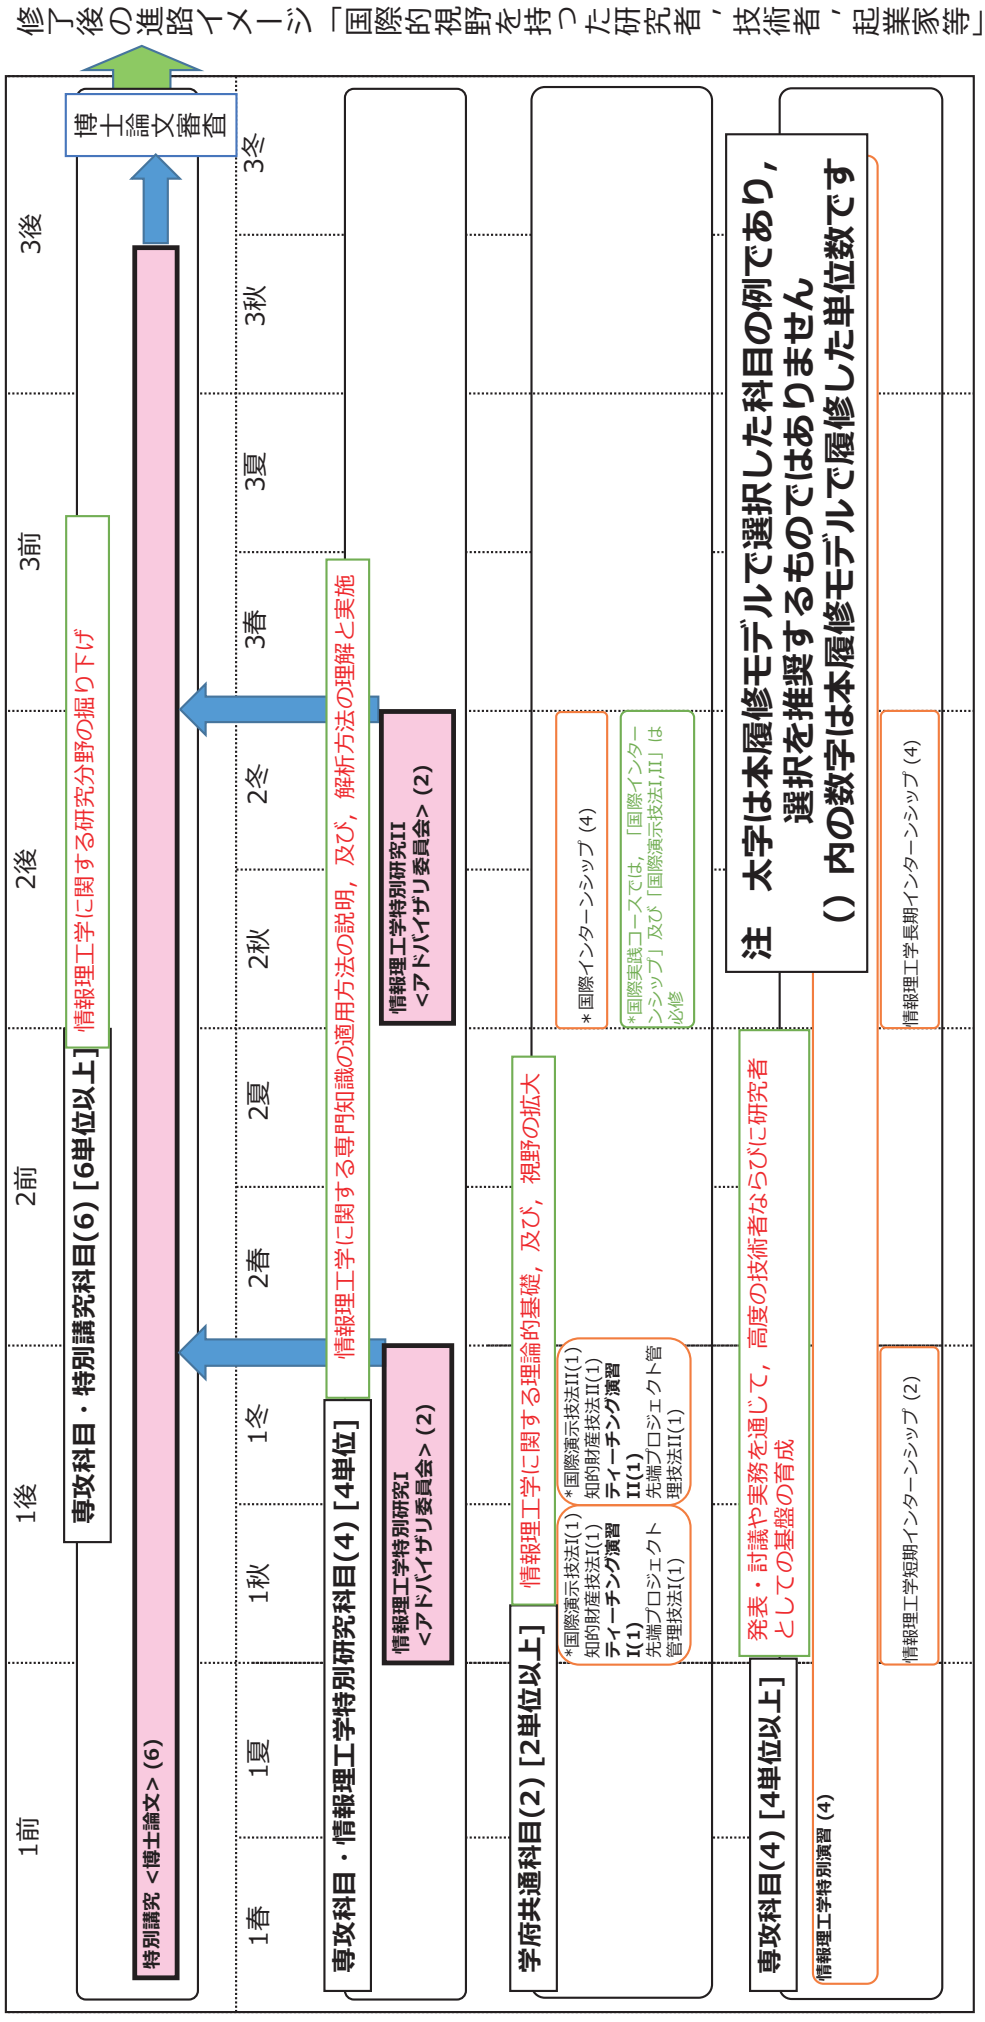 修了後の進路イメージ「国際的視野を持った研究者，技術者，起業家等」
1前
1後
2前
2後
3前
3後
専攻科目・特別講究科目(6) [6単位以上]
情報理工学に関する研究分野の掘り下げ
博士論文審査
特別講究 <博士論文> (6)
1春
1夏
1秋
1冬
2春
2夏
2秋
2冬
3春
3夏
3秋
3冬
専攻科目・情報理工学特別研究科目(4) [4単位]
情報理工学に関する専門知識の適用方法の説明，及び，解析方法の理解と実施
情報理工学特別研究I
<アドバイザリ委員会> (2)
情報理工学特別研究II
<アドバイザリ委員会> (2)
学府共通科目(2) [2単位以上]
情報理工学に関する理論的基礎，及び，視野の拡大
*国際演示技法I(1)
知的財産技法I(1)
ティーチング演習
I(1)
先端プロジェクト
管理技法I(1)
*国際演示技法II(1)
知的財産技法II(1)
ティーチング演習
II(1)
先端プロジェクト管
理技法II(1)
*国際インターンシップ (4)
*国際実践コースでは，「国際インター
ンシップ」及び「国際演示技法I,II」は
必修
専攻科目(4) [4単位以上]
発表・討議や実務を通じて，高度の技術者ならびに研究者
としての基盤の育成
情報理工学特別演習 (4)
情報理工学短期インターンシップ (2)
情報理工学長期インターンシップ (4)
注　太字は本履修モデルで選択した科目の例であり，
選択を推奨するものではありません
()内の数字は本履修モデルで履修した単位数です